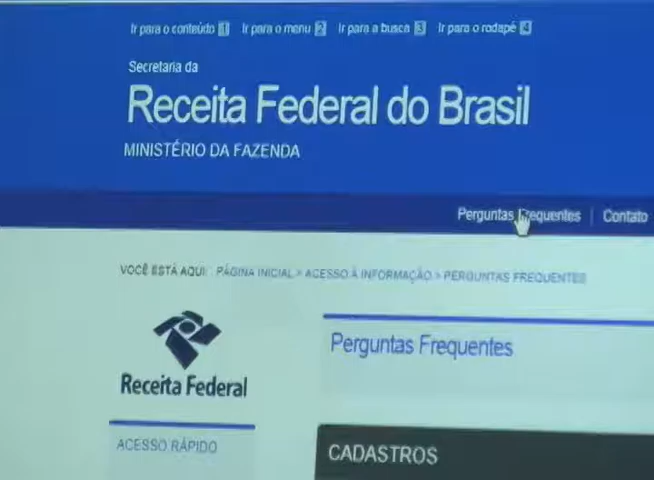 Ir para o conteúdo 1 Ir para o menu 2 Ir para a busca 3 Ir para o rodapé 4
Secretaria da
Receita Federal do Brasil
MINISTÉRIO DA FAZENDA
Perguntas Frequentes Contato
VOCÊ ESTÁ AQUI: PÁGINA INICIAL > ACESSO À INFORMAÇÃO > PERGUNTAS FREQUENTES
Receita Federal
Perguntas Frequentes
ACESSO RÁPIDO
CADASTROS